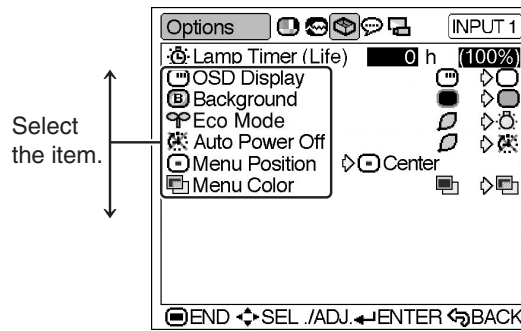 Options INPUT 1
Lamp Timer (Life) 0 h (100%)
OSD Display
B Background
Eco Mode
Auto Power Off
Menu Position Center
Menu Color
Select
the item.
END SEL./ADJ. ENTER BACK